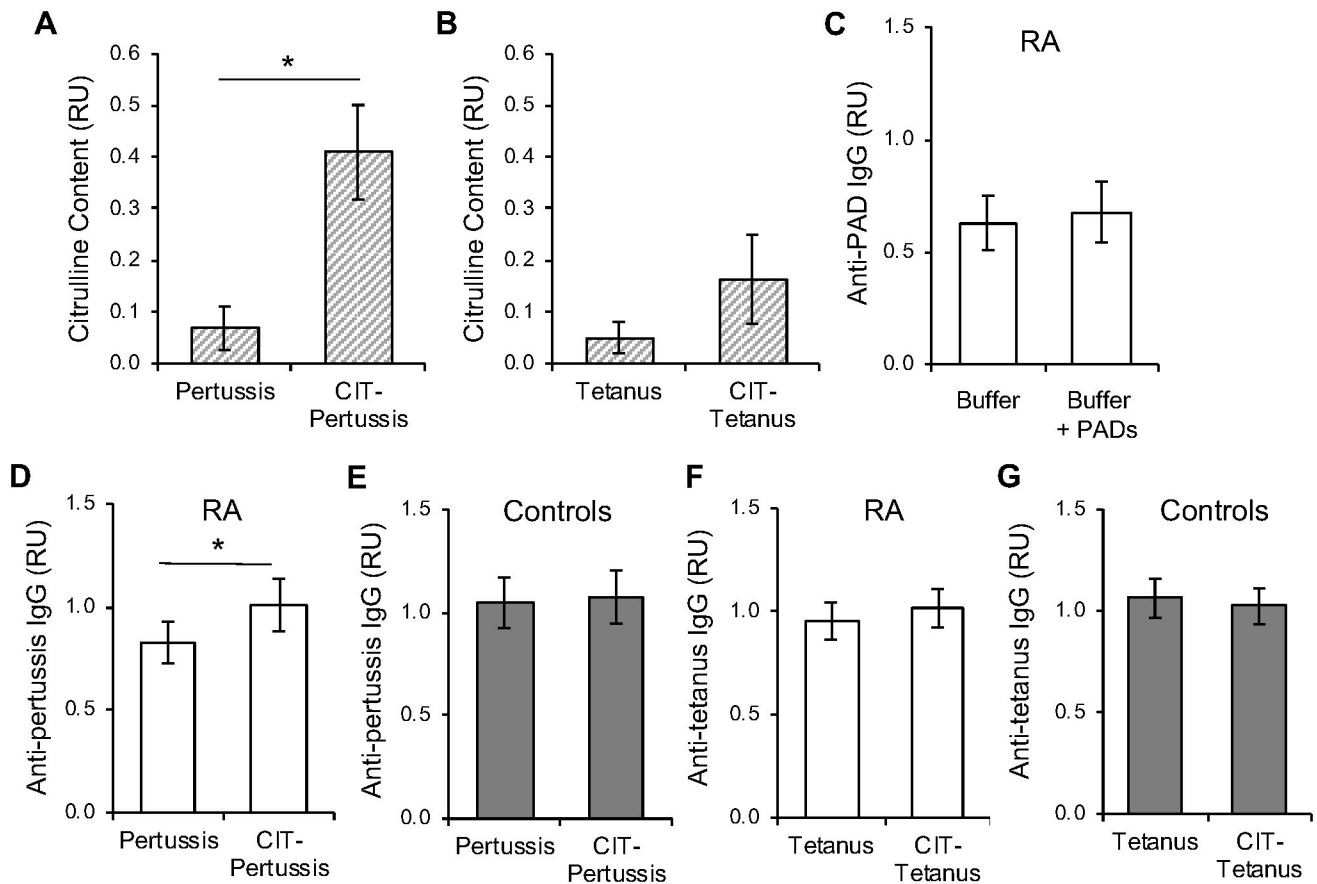 A
Citrulline Content (RU)
0.6
0.5
0.4
0.3
0.2
0.1
0.0
*
Pertussis
CIT-
Pertussis
B
Citrulline Content (RU)
0.6
0.5
0.4
0.3
0.2
0.1
0.0
Tetanus
CIT-
Tetanus
C
RA
Anti-PAD IgG (RU)
1.5
1.0
0.5
0.0
Buffer
Buffer
+ PADs
D
RA
Anti-pertussis IgG (RU)
1.5
1.0
0.5
0.0
*
Pertussis
CIT-
Pertussis
E
Controls
Anti-pertussis IgG (RU)
1.5
1.0
0.5
0.0
Pertussis
CIT-
Pertussis
F
RA
Anti-tetanus IgG (RU)
1.5
1.0
0.5
0.0
Tetanus
CIT-
Tetanus
G
Controls
Anti-tetanus IgG (RU)
1.5
1.0
0.5
0.0
Tetanus
CIT-
Tetanus